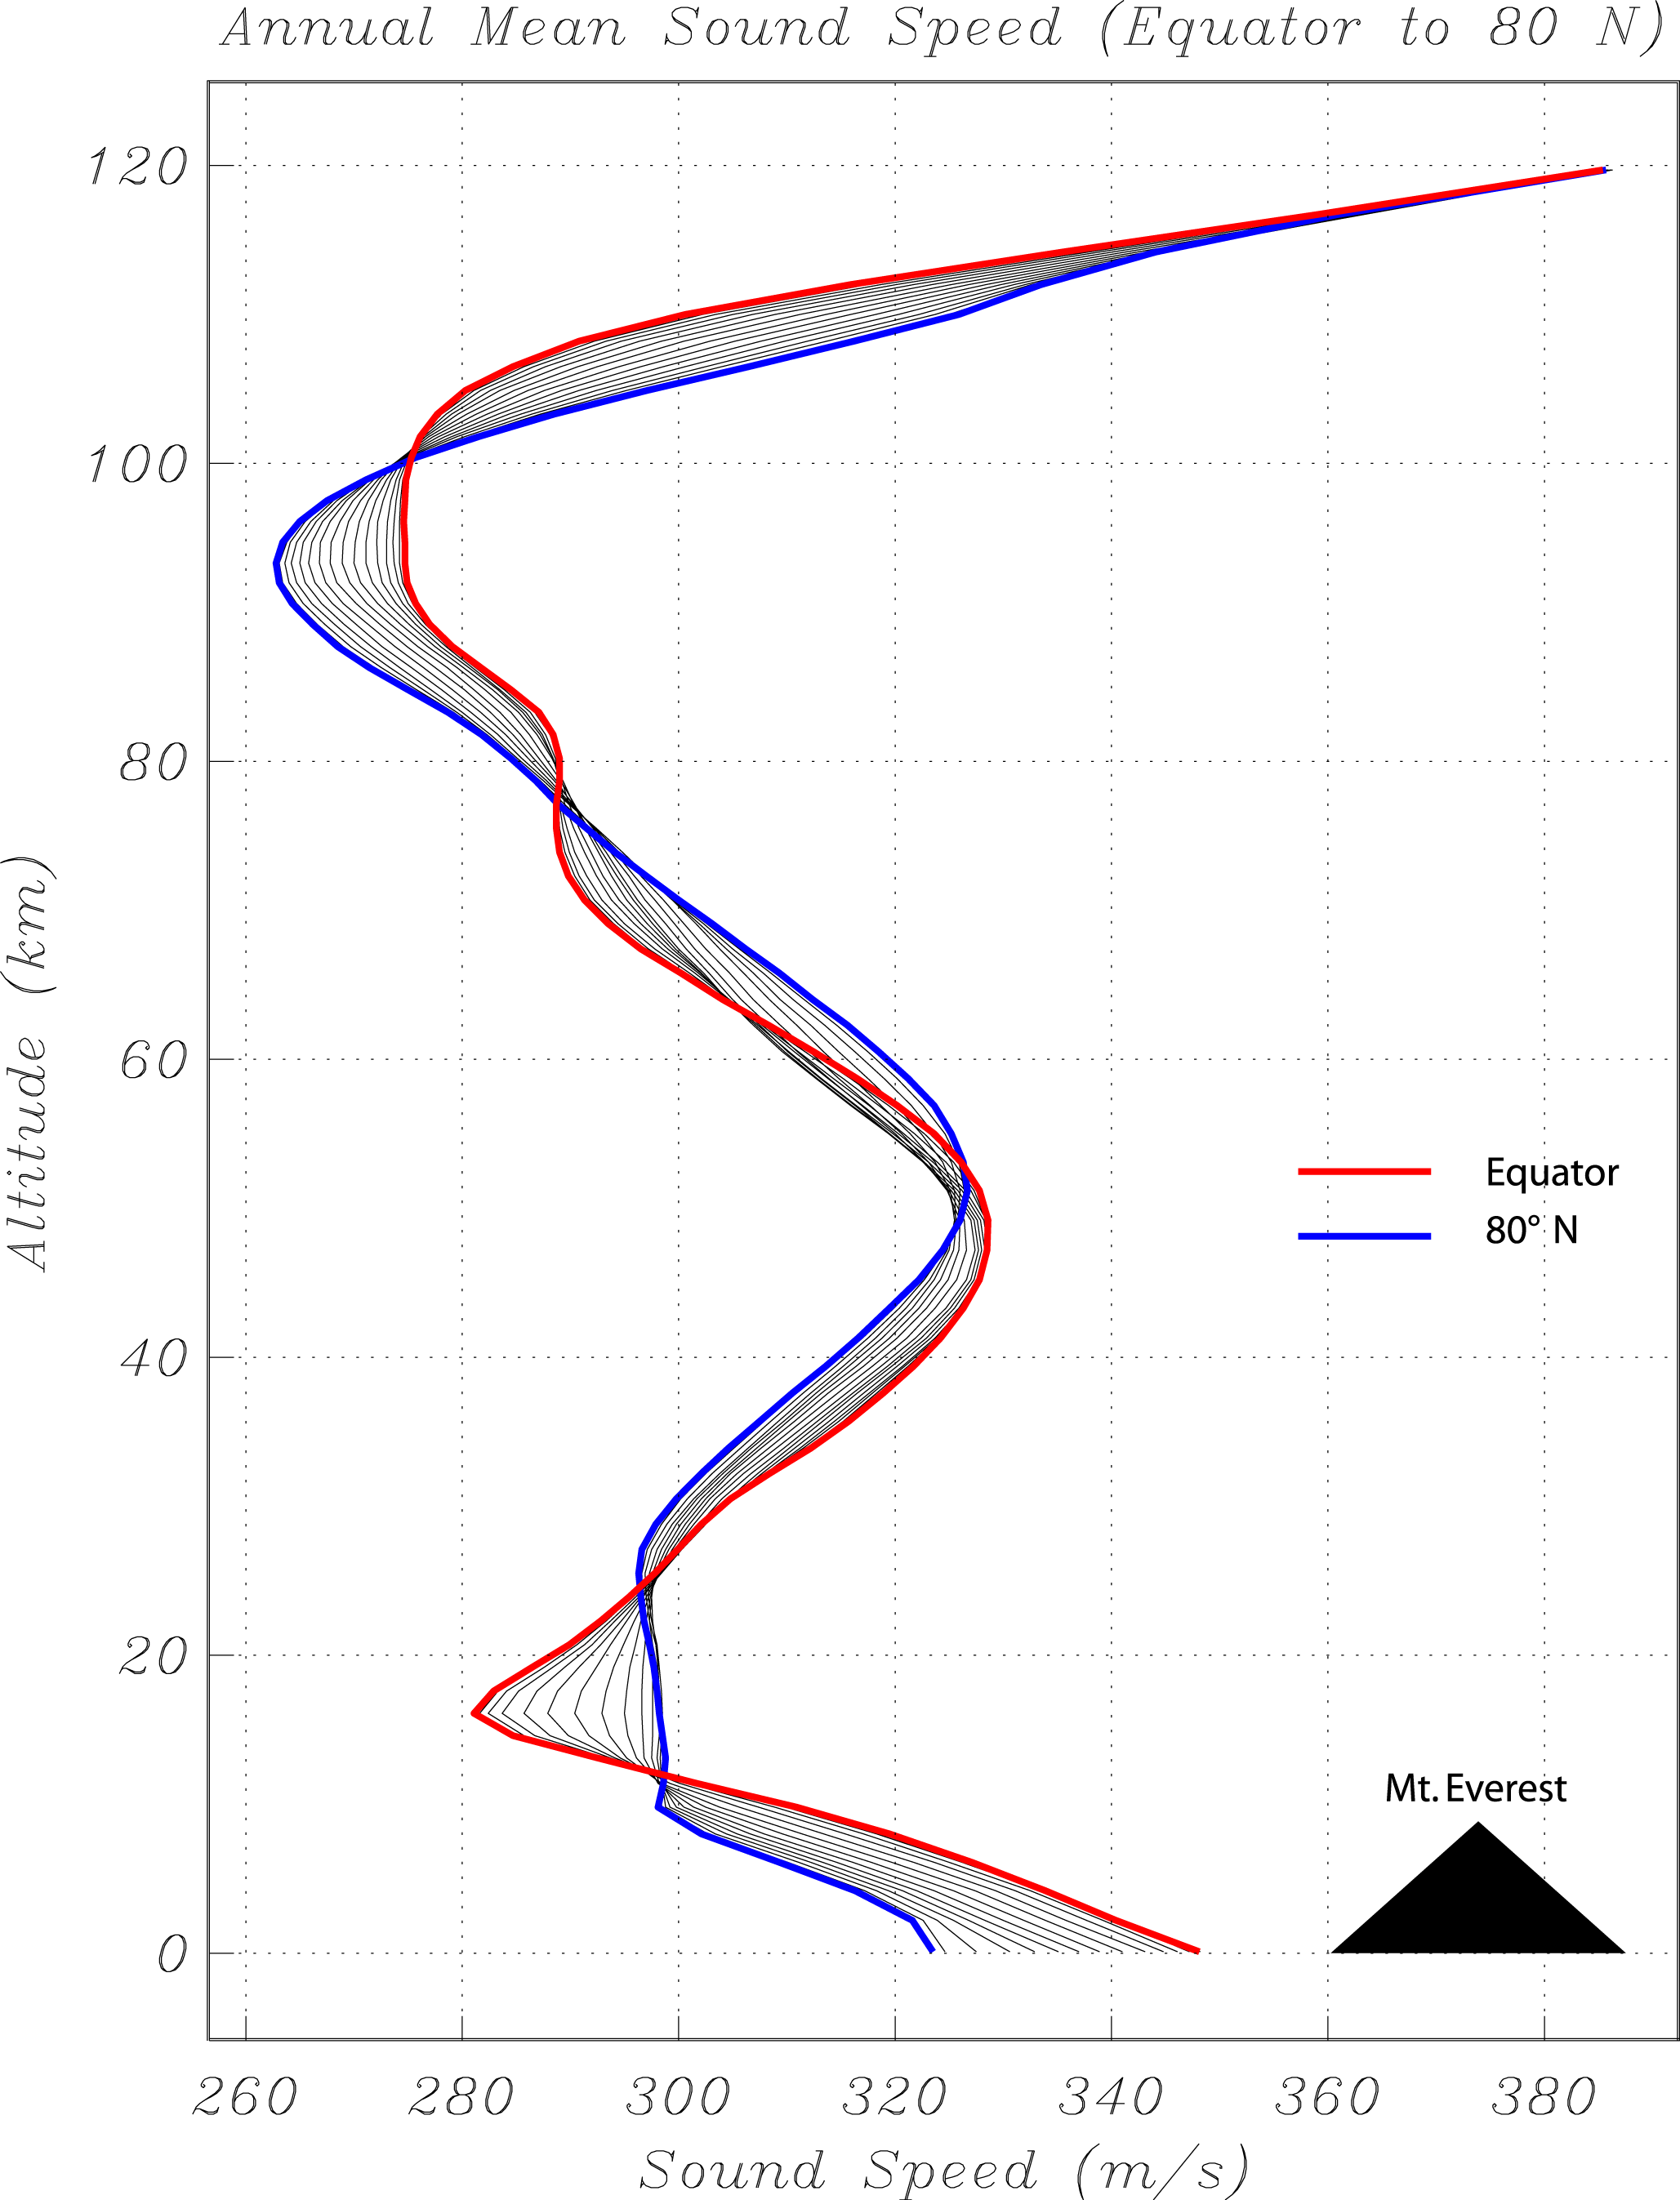 Annual Mean Sound Speed (Equator to 80 N)
120
100
80
60
40
20
0
Altitude (km)
Equator
80° N
Mt. Everest
260 280 300 320 340 360 380
Sound Speed (m/s)